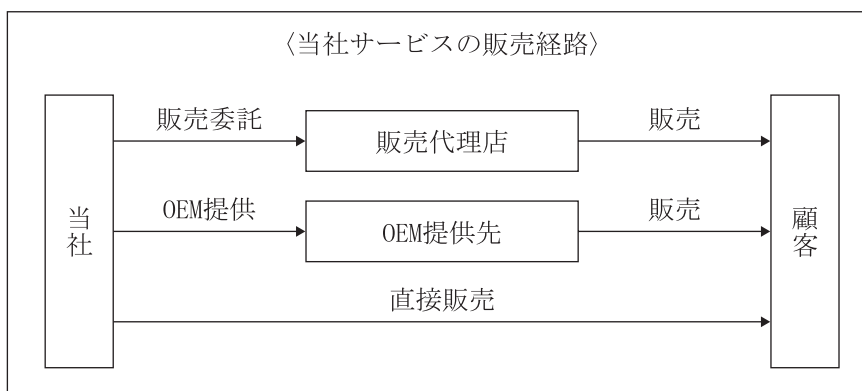 〈当社サービスの販売経路〉
販売委託
販売代理店
販売
当社
OEM提供
OEM提供先
販売
顧客
直接販売